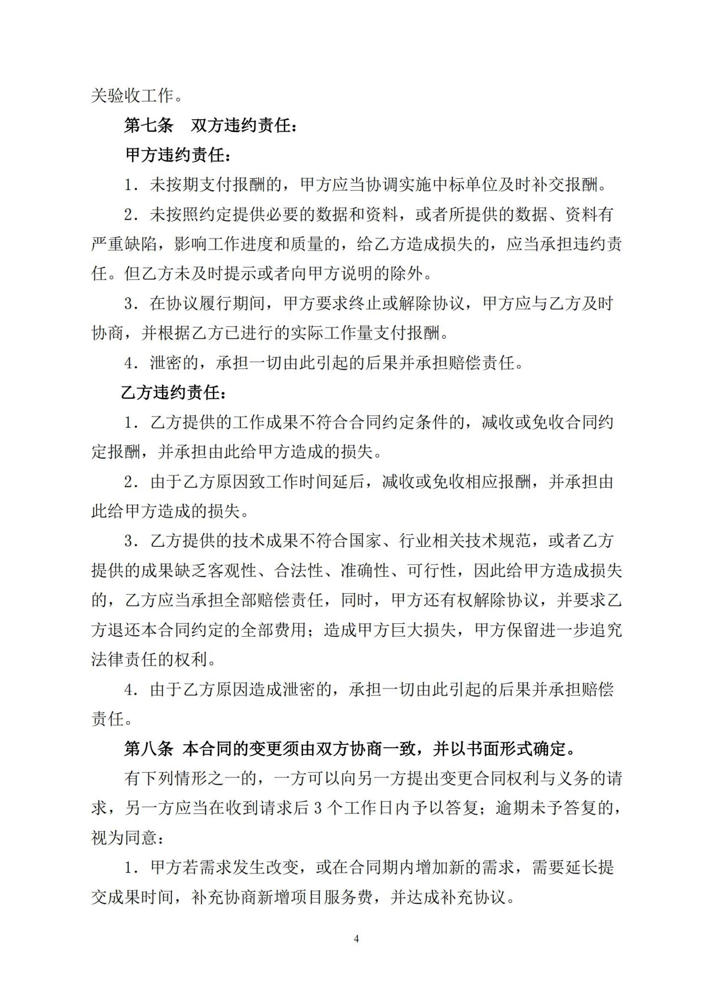 关验收工作。
第七条　双方违约责任：
甲方违约责任：
1．未按期支付报酬的，甲方应当协调实施中标单位及时补交报酬。
2．未按照约定提供必要的数据和资料，或者所提供的数据、资料有
严重缺陷，影响工作进度和质量的，给乙方造成损失的，应当承担违约责
任。但乙方未及时提示或者向甲方说明的除外。
3．在协议履行期间，甲方要求终止或解除协议，甲方应与乙方及时
协商，并根据乙方已进行的实际工作量支付报酬。
4．泄密的，承担一切由此引起的后果并承担赔偿责任。
乙方违约责任：
1．乙方提供的工作成果不符合合同约定条件的，减收或免收合同约
定报酬，并承担由此给甲方造成的损失。
2．由于乙方原因致工作时间延后，减收或免收相应报酬，并承担由
此给甲方造成的损失。
3．乙方提供的技术成果不符合国家、行业相关技术规范，或者乙方
提供的成果缺乏客观性、合法性、准确性、可行性，因此给甲方造成损失
的，乙方应当承担全部赔偿责任，同时，甲方还有权解除协议，并要求乙
方退还本合同约定的全部费用；造成甲方巨大损失，甲方保留进一步追究
法律责任的权利。
4．由于乙方原因造成泄密的，承担一切由此引起的后果并承担赔偿
责任。
第八条 本合同的变更须由双方协商一致，并以书面形式确定。
有下列情形之一的，一方可以向另一方提出变更合同权利与义务的请
求，另一方应当在收到请求后 3 个工作日内予以答复；逾期未予答复的，
视为同意：
1．甲方若需求发生改变，或在合同期内增加新的需求，需要延长提
交成果时间，补充协商新增项目服务费，并达成补充协议。
4